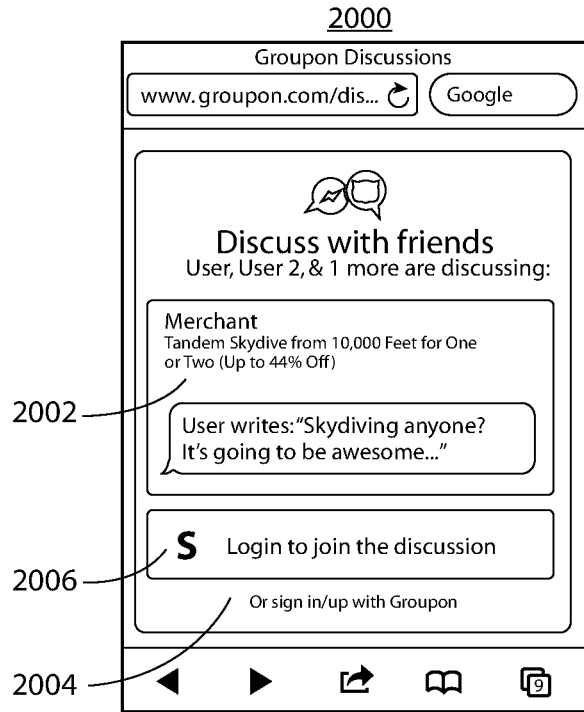 2000
Groupon Discussions
www.groupon.com/dis...
Google
Discuss with friends
User, User 2, & 1 more are discussing:
Merchant
Tandem Skydive from 10,000 Feet for One
or Two (Up to 44% Off)
2002
User writes:“Skydiving anyone?
It’s going to be awesome...”
S
Login to join the discussion
2006
Or sign in/up with Groupon
2004
9